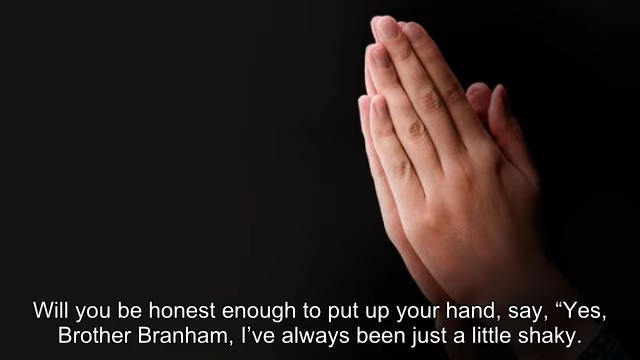 Will you be honest enough to put up your hand, say, “Yes,
Brother Branham, I’ve always been just a little shaky.